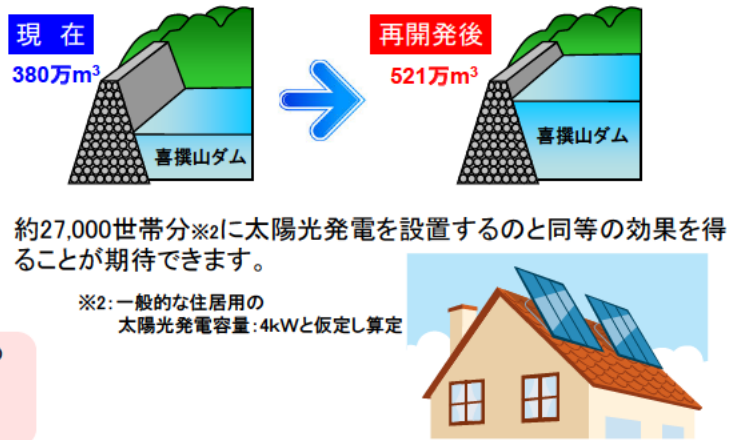 現 在
380万m³
再開発後
521万m³
喜撰山ダム
喜撰山ダム
約27,000世帯分※2に太陽光発電を設置するのと同等の効果を得
ることが期待できます。
※2：一般的な住居用の
太陽光発電容量：4kWと仮定し算定